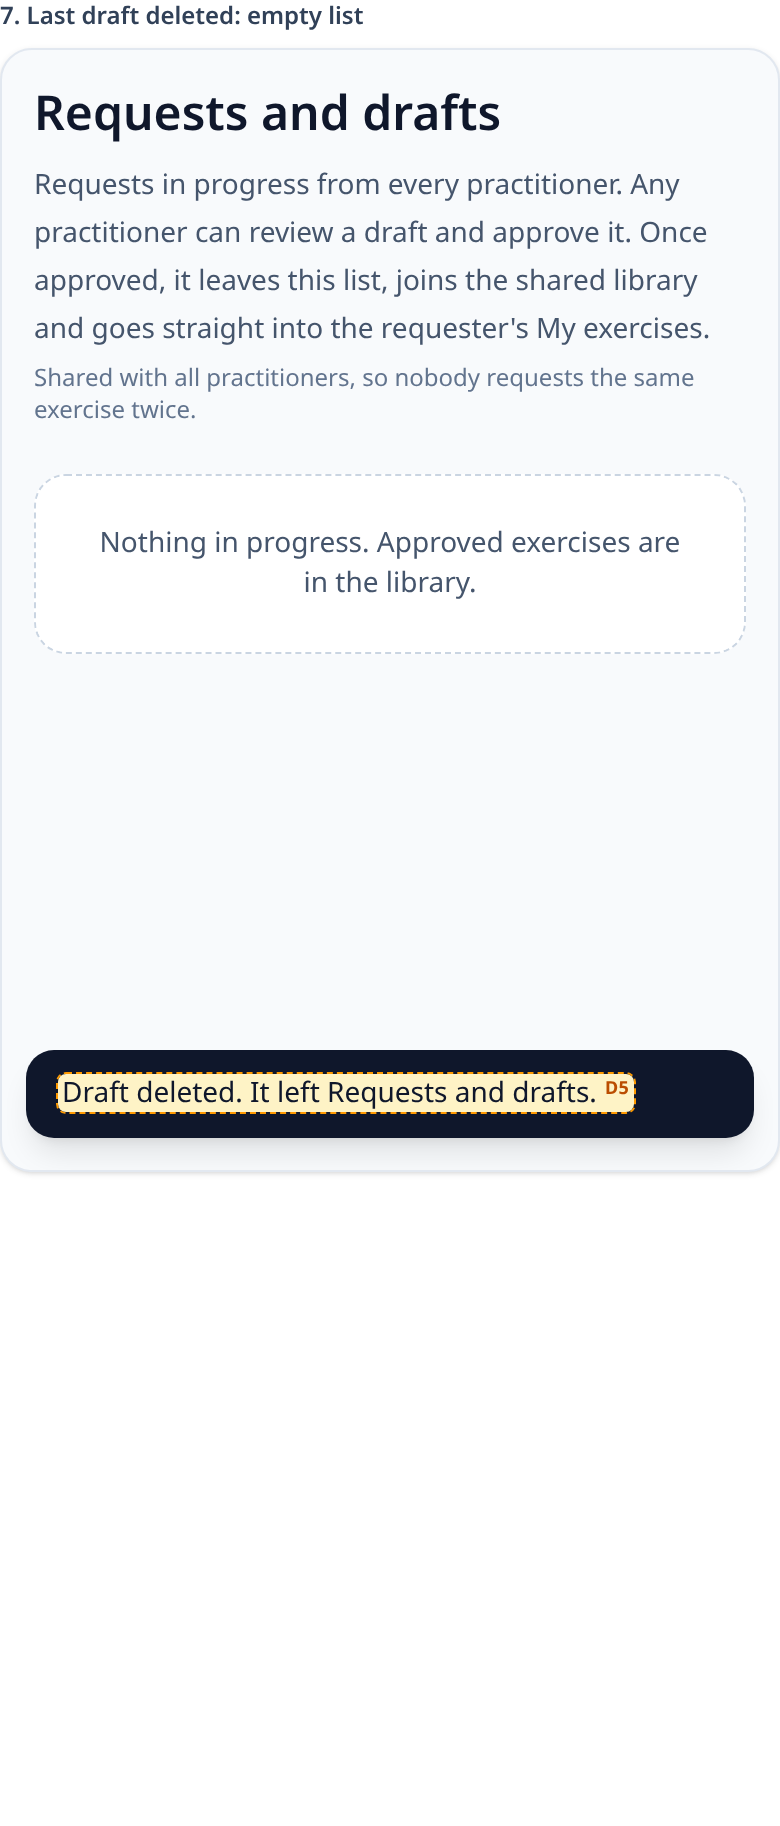 7. Last draft deleted: empty list
Requests and drafts
Requests in progress from every practitioner. Any
practitioner can review a draft and approve it. Once
approved, it leaves this list, joins the shared library
and goes straight into the requester's My exercises.
Shared with all practitioners, so nobody requests the same
exercise twice.
Nothing in progress. Approved exercises are
in the library.
Draft deleted. It left Requests and drafts. D5